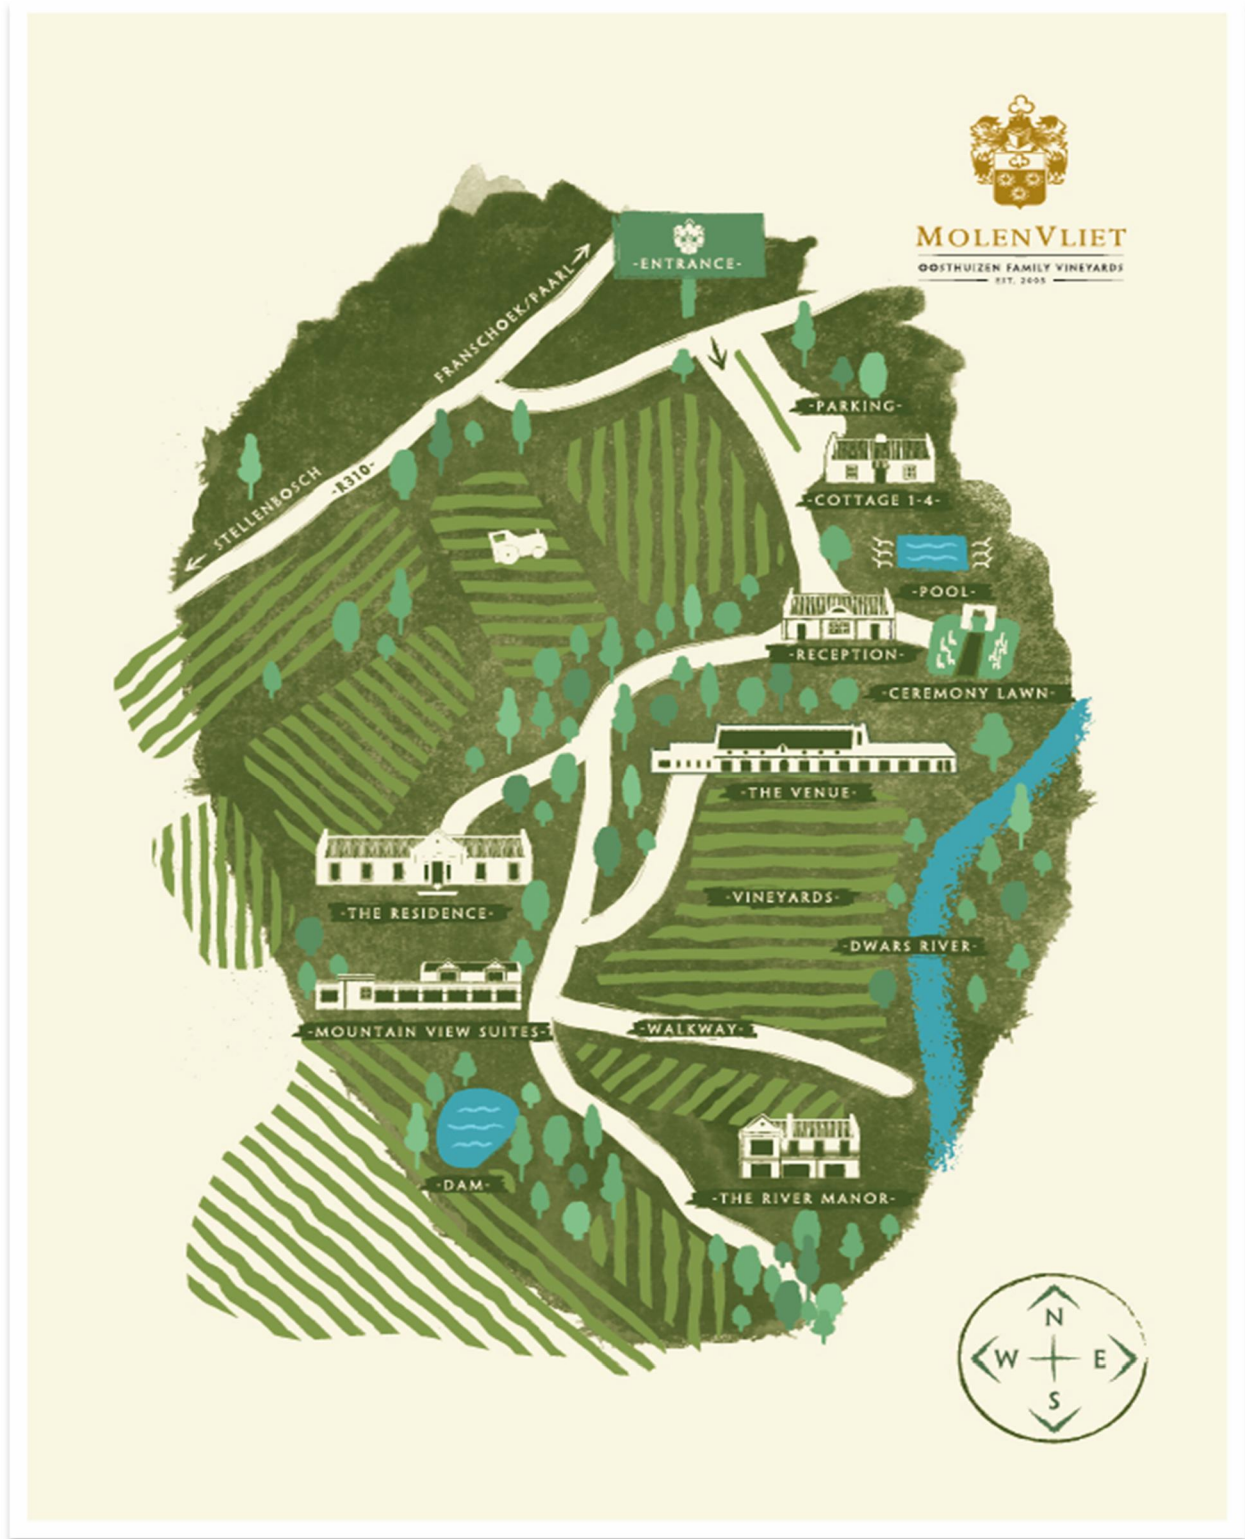 MOLENVLIET
OOSTHUIZEN FAMILY VINEYARDS
EST. 2005
-ENTRANCE-
FRANSCHOEK/PAARL
STELLENBOSCH
-R310-
-PARKING-
-COTTAGE 1-4-
-POOL-
-RECEPTION-
-CEREMONY LAWN-
-THE VENUE-
-VINEYARDS-
-THE RESIDENCE-
-DWARS RIVER-
-MOUNTAIN VIEW SUITES-
-WALKWAY-
-DAM-
-THE RIVER MANOR-
N
W E
S